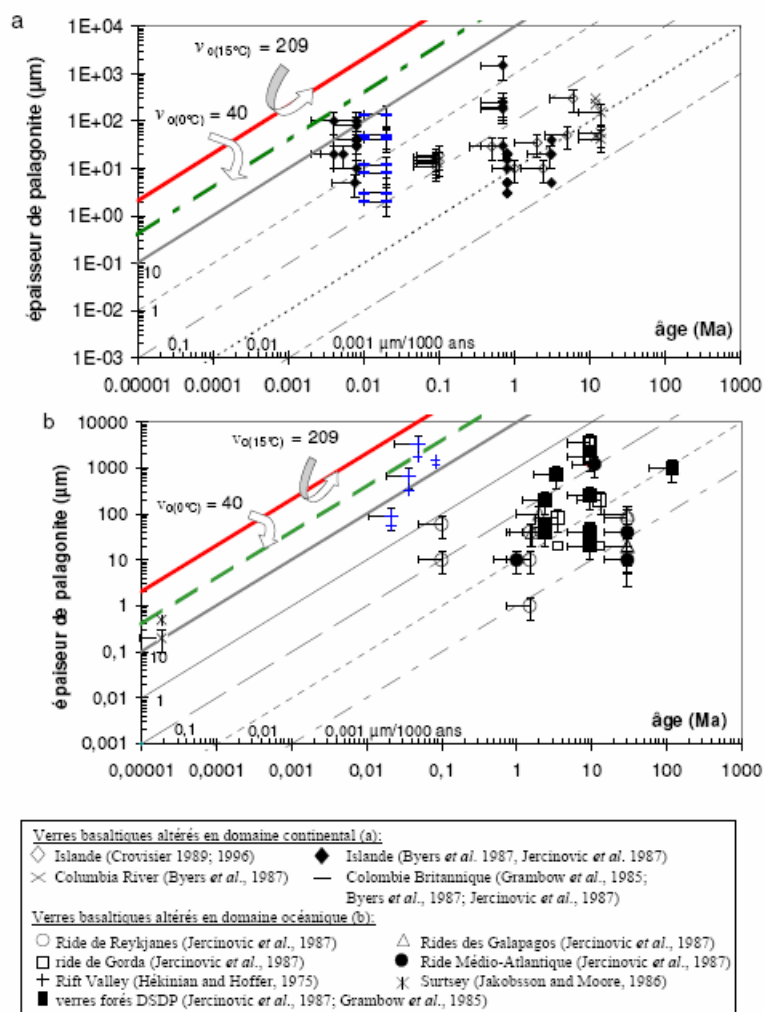 a
épaisseur de palagonite (µm)
1E+04
1E+03
1E+02
1E+01
1E+00
1E-01
1E-02
1E-03
v0(15°C) = 209
v0(0°C) = 40
10
1
0,1
0,01
0,001 µm/1000 ans
âge (Ma)
0.00001
0.0001
0.001
0.01
0.1
1
10
100
1000
b
épaiseur de palagonite (µm)
10000
1000
100
10
1
0,1
0,01
0,001
v0(15°C) = 209
v0(0°C) = 40
10
1
0,1
0,01
0,001 µm/1000 ans
âge (Ma)
0,00001
0,0001
0,001
0,01
0,1
1
10
100
1000
Verres basaltiques altérés en domaine continental (a):
Islande (Crovisier 1989; 1996)
Islande (Byers et al. 1987, Jercinovic et al. 1987)
Columbia River (Byers et al., 1987)
Colombie Britannique (Grambow et al., 1985;
Byers et al., 1987; Jercinovic et al., 1987)
Verres basaltiques altérés en domaine océanique (b):
Ride de Reykjanes (Jercinovic et al., 1987)
Rides des Galapagos (Jercinovic et al., 1987)
ride de Gorda (Jercinovic et al., 1987)
Ride Médio-Atlantique (Jercinovic et al., 1987)
Rift Valley (Hékinian and Hoffer, 1975)
Surtsey (Jakobsson and Moore, 1986)
verres forés DSDP (Jercinovic et al., 1987; Grambow et al., 1985)